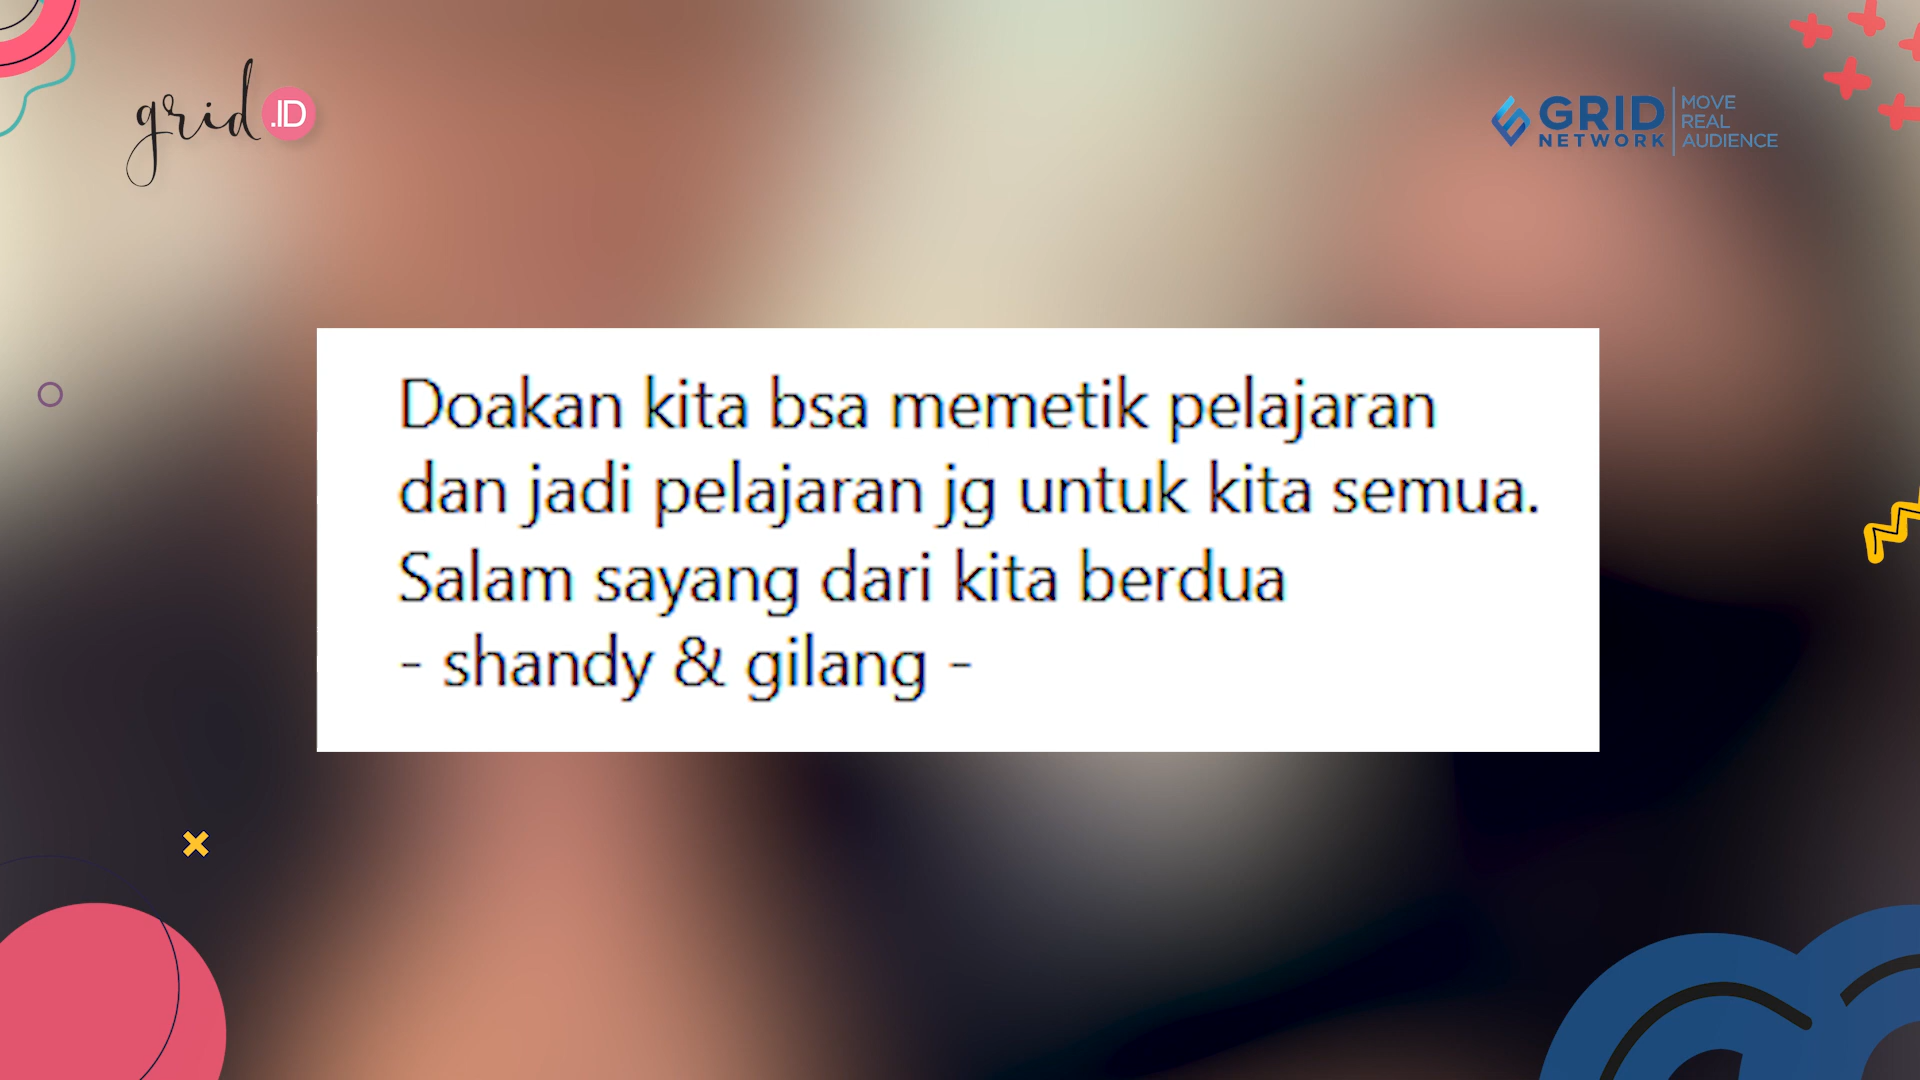 grid.ID
GRID
NETWORK
MOVE
REAL
AUDIENCE
Doakan kita bsa memetik pelajaran
dan jadi pelajaran jg untuk kita semua.
Salam sayang dari kita berdua
- shandy & gilang -